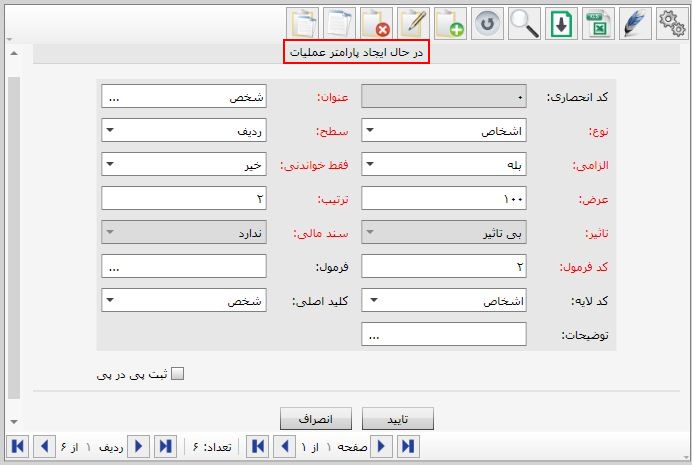 در حال ایجاد پارامتر عملیات
کد انحصاری: ۰ عنوان: شخص ...
نوع: اشخاص سطح: ردیف
الزامی: بله فقط خواندنی: خیر
عرض: ۱۰۰ ترتیب: ۲
تاثیر: بی تاثیر سند مالی: ندارد
کد فرمول: ۲ فرمول: ...
کد لایه: اشخاص کلید اصلی: شخص
توضیحات: ...
ثبت پی در پی
تایید انصراف
صفحه ۱ از ۱ تعداد: ۶ ردیف ۱ از ۶